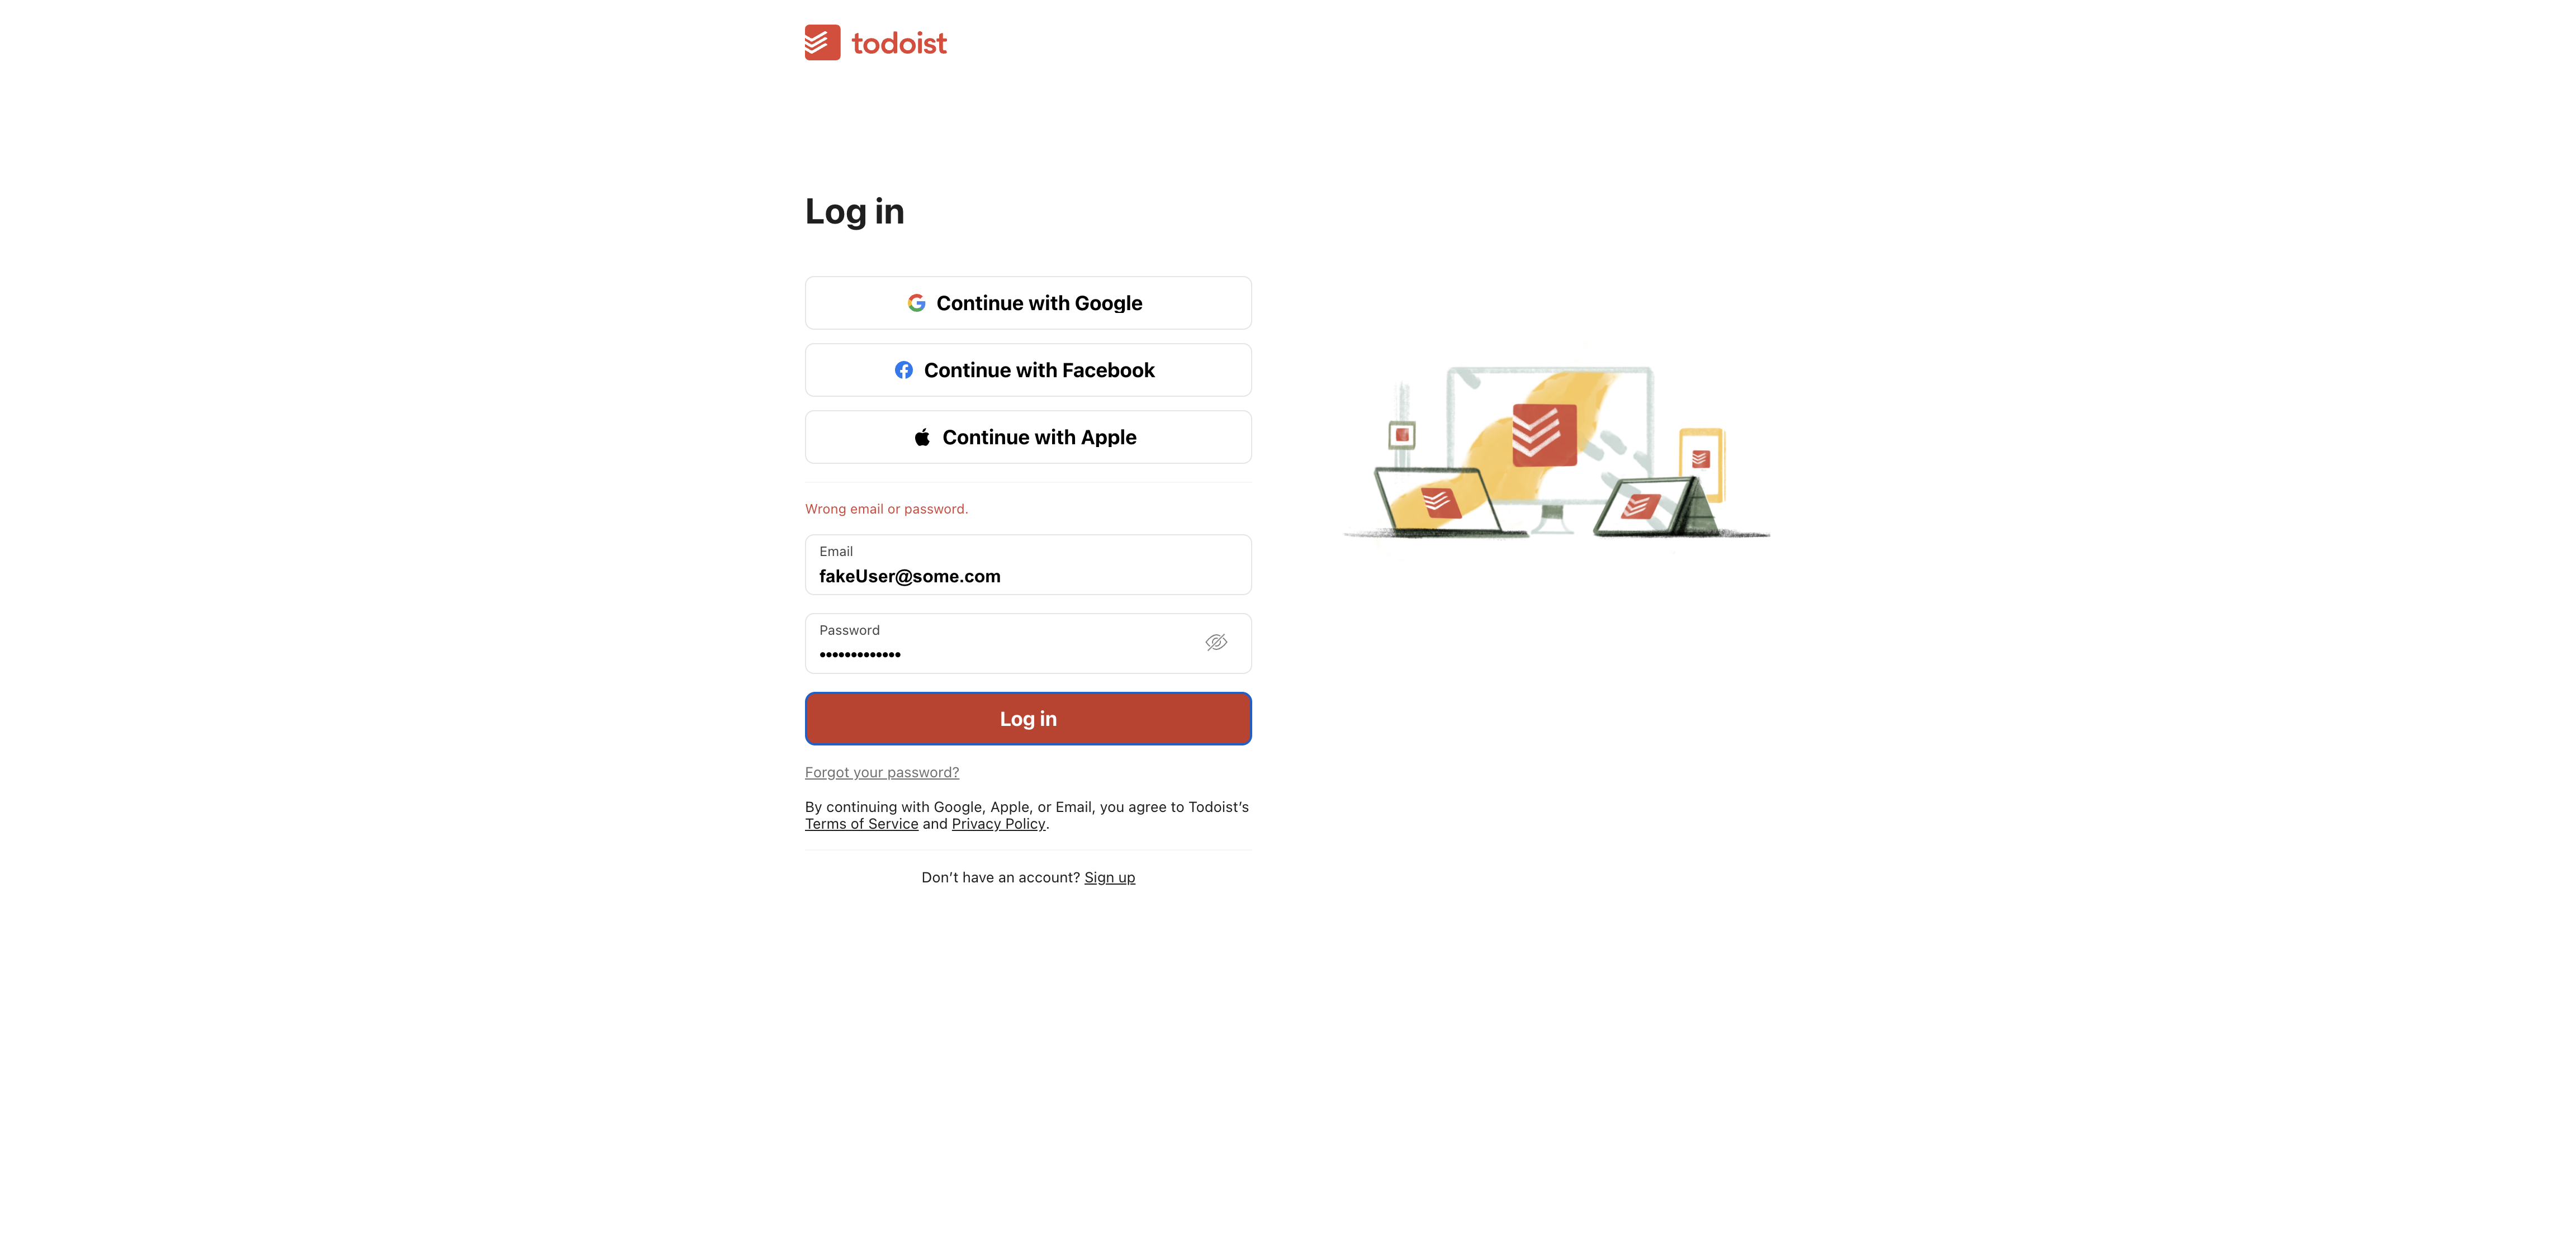 todoist
Log in
Continue with Google
Continue with Facebook
Continue with Apple
Wrong email or password.
Email
fakeUser@some.com
Password
•••••••••••••
Log in
Forgot your password?
By continuing with Google, Apple, or Email, you agree to Todoist’s
Terms of Service and Privacy Policy.
Don’t have an account? Sign up